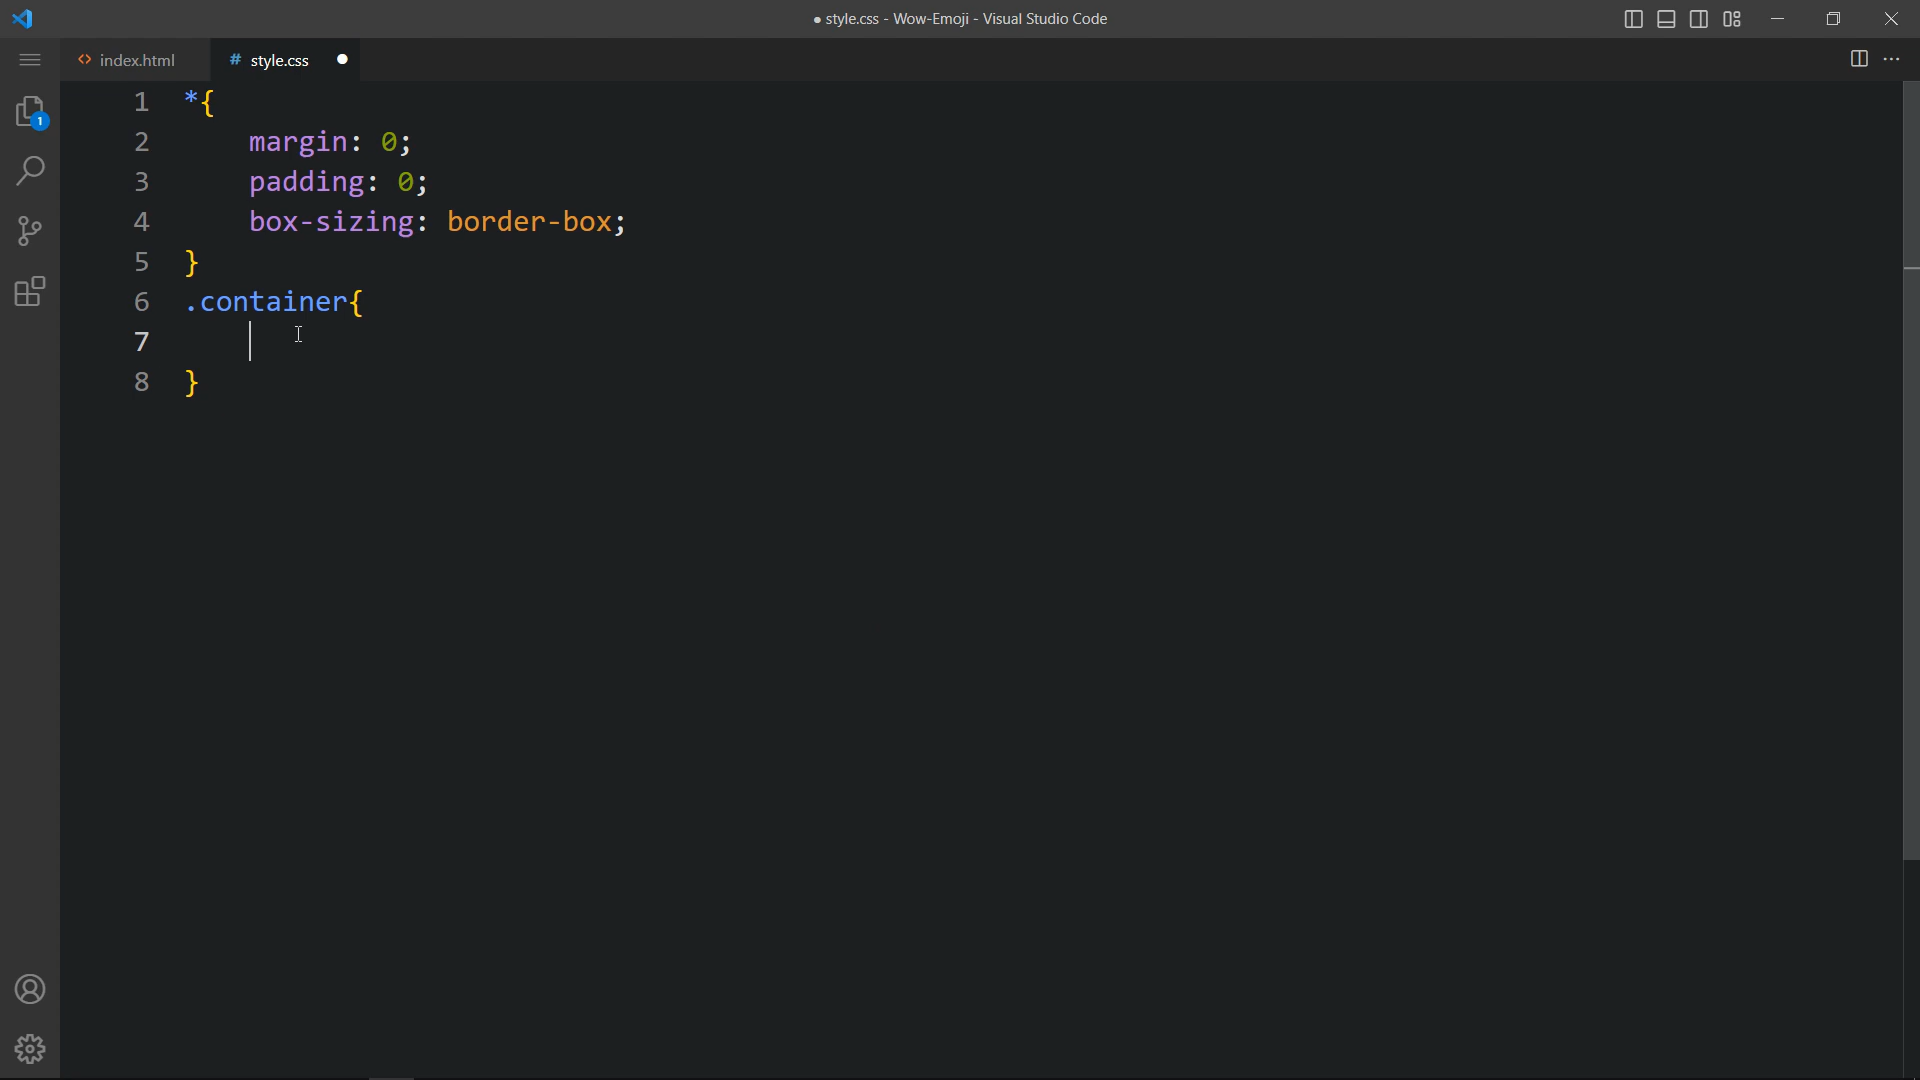 ● style.css - Wow-Emoji - Visual Studio Code
index.html
# style.css
1
1 *{
2 margin: 0;
3 padding: 0;
4 box-sizing: border-box;
5 }
6 .container{
7
8 }